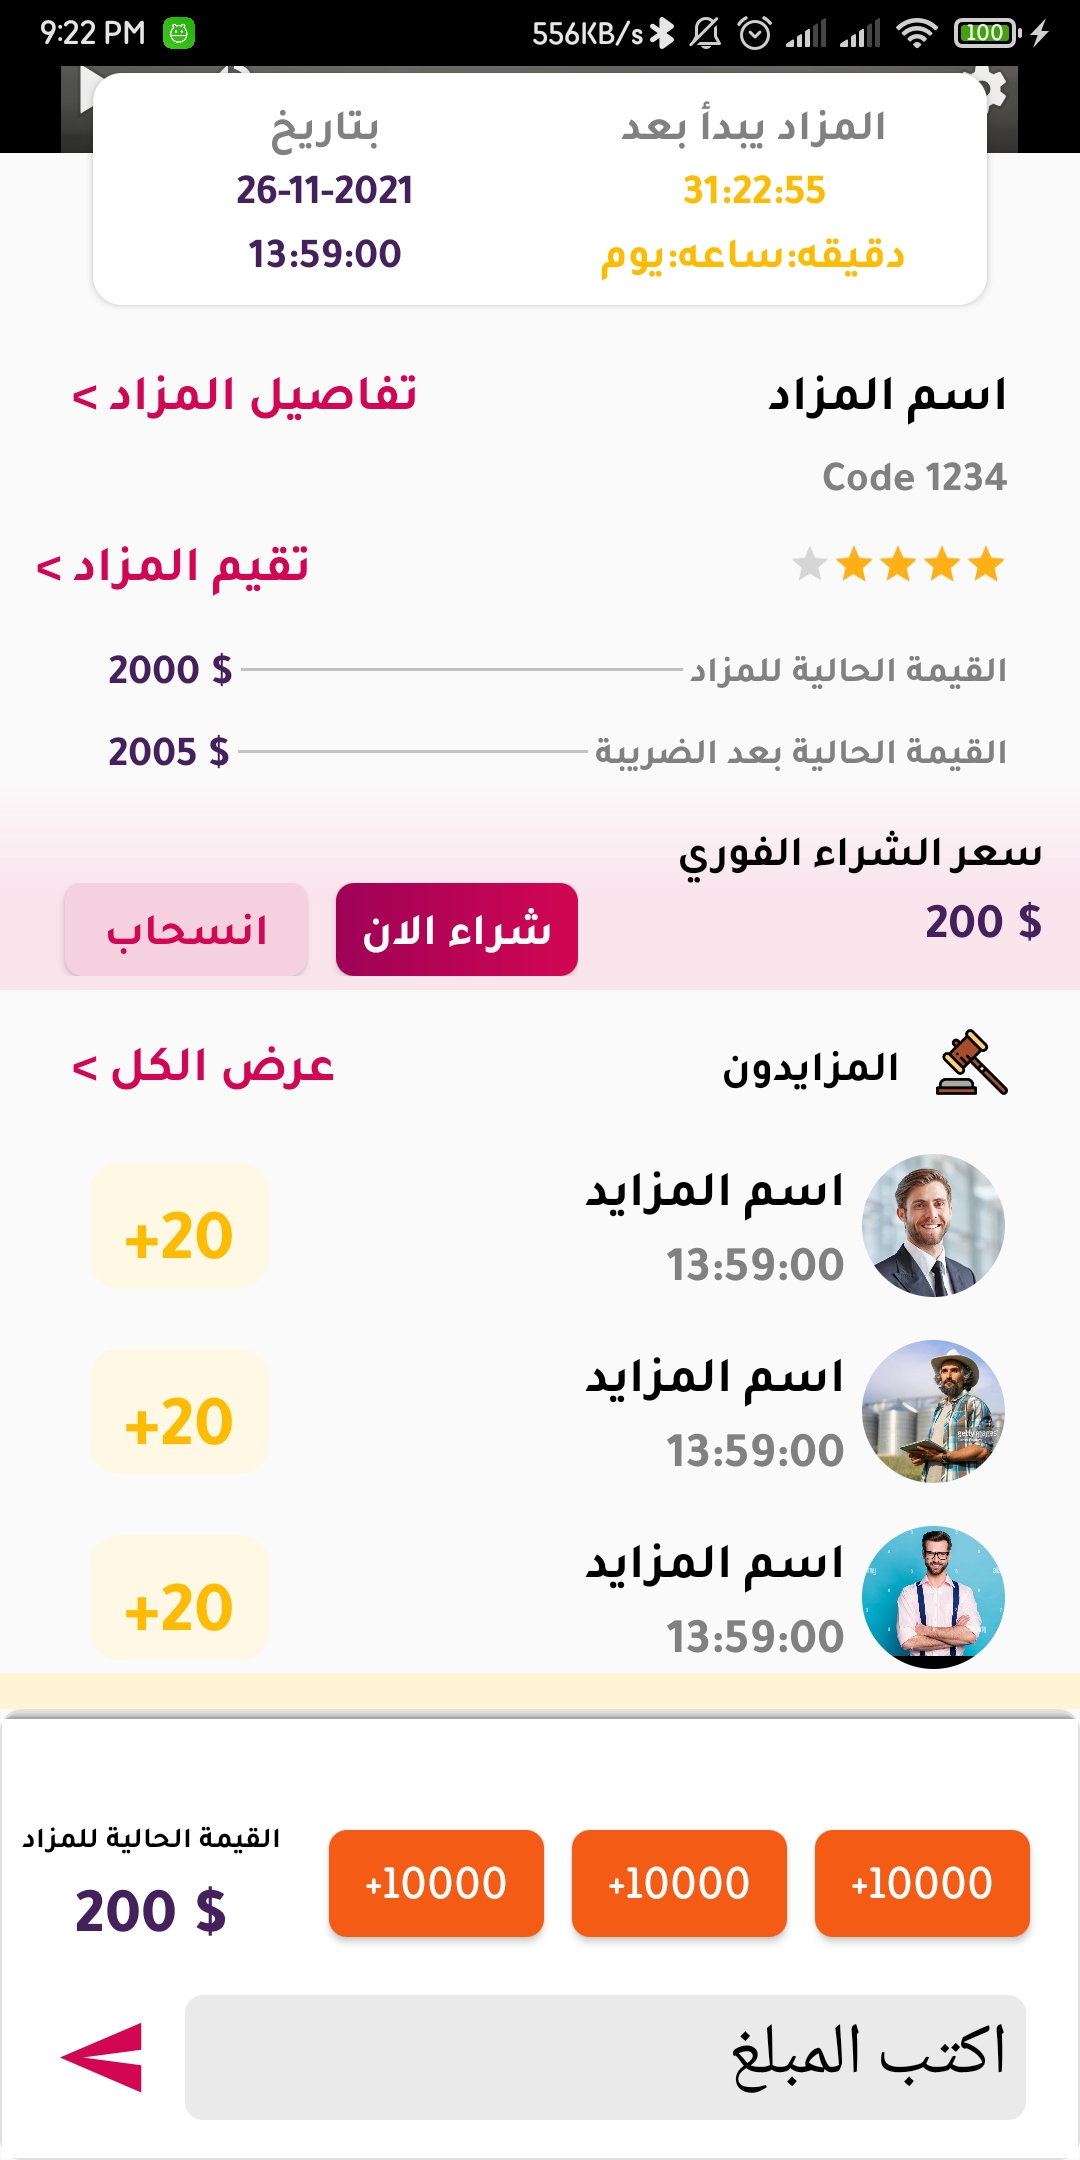 9:22 PM 556KB/s 100
المزاد يبدأ بعد
31:22:55
دقيقه:ساعه:يوم
بتاريخ
26-11-2021
13:59:00
اسم المزاد
تفاصيل المزاد >
Code 1234
تقيم المزاد >
القيمة الحالية للمزاد 2000 $
القيمة الحالية بعد الضريبة 2005 $
سعر الشراء الفوري
200 $
شراء الان
انسحاب
المزايدون
عرض الكل >
اسم المزايد
13:59:00
+20
اسم المزايد
13:59:00
+20
gettyimages
اسم المزايد
13:59:00
+20
+10000
+10000
+10000
القيمة الحالية للمزاد
200 $
اكتب المبلغ